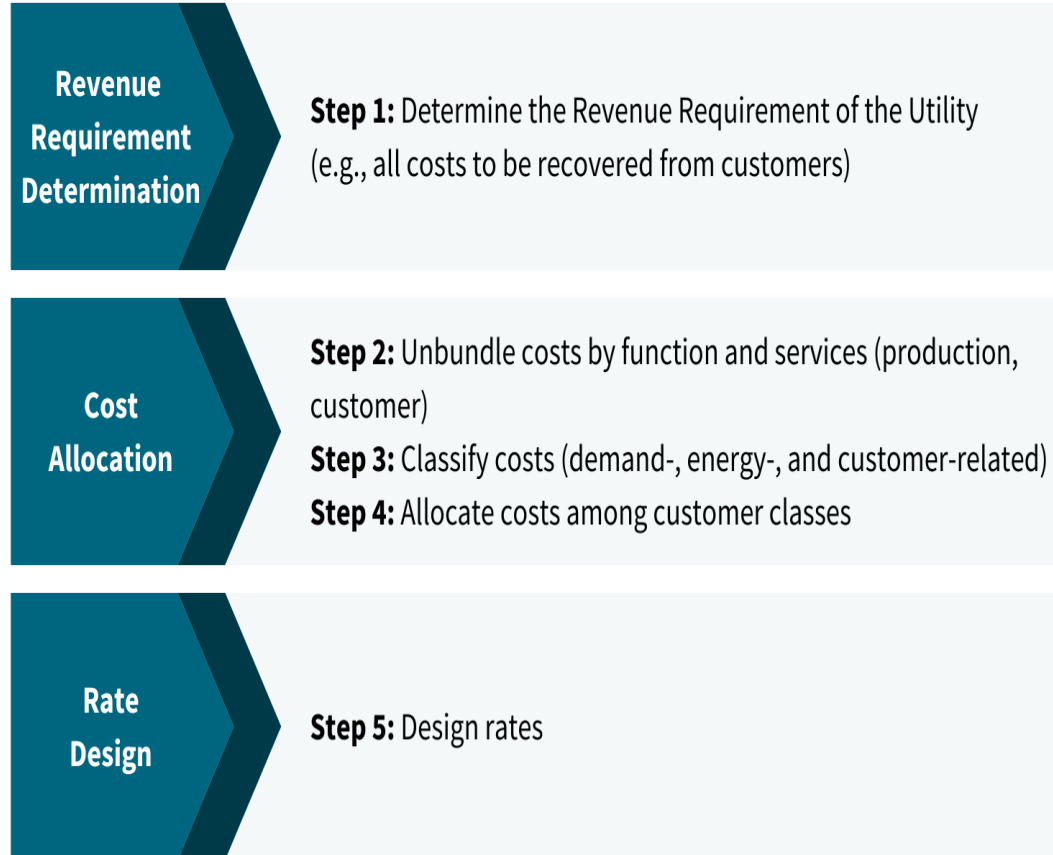 Revenue
Requirement
Determination
Step 1: Determine the Revenue Requirement of the Utility
(e.g., all costs to be recovered from customers)
Cost
Allocation
Step 2: Unbundle costs by function and services (production,
customer)
Step 3: Classify costs (demand-, energy-, and customer-related)
Step 4: Allocate costs among customer classes
Rate
Design
Step 5: Design rates